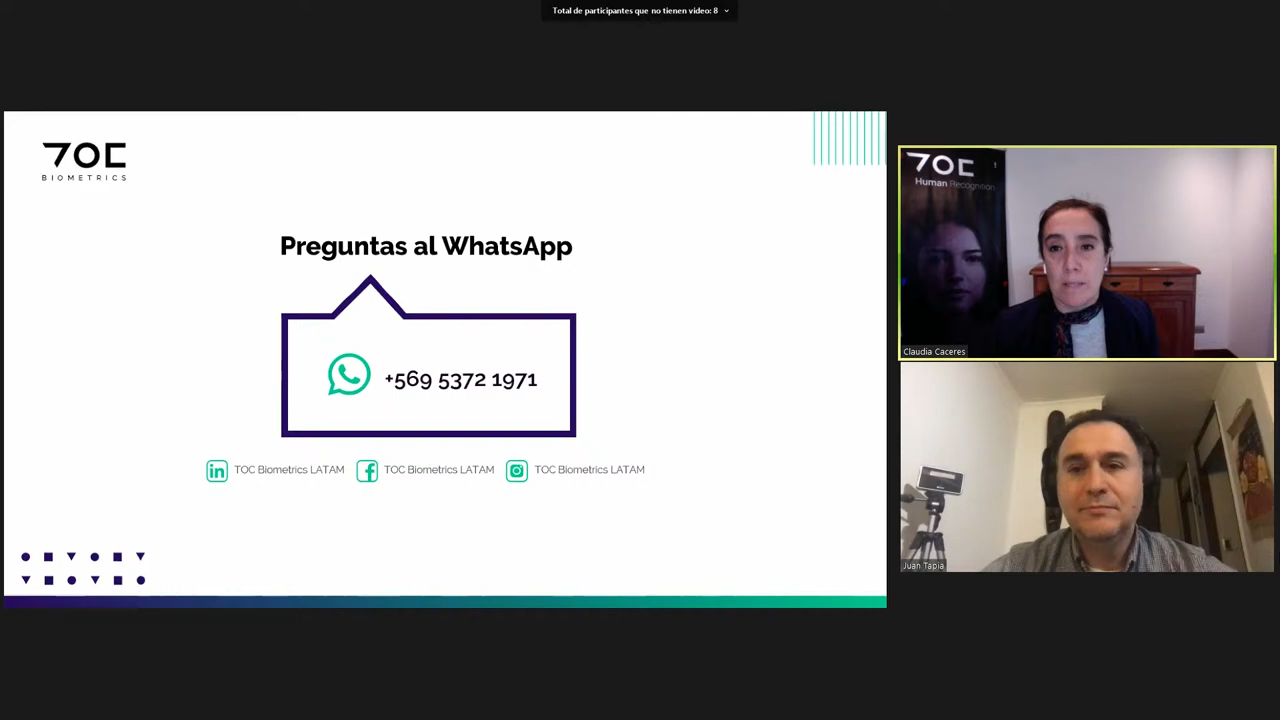 Total de participantes que no tienen video: 8
TOC
BIOMETRICS
Preguntas al WhatsApp
+569 5372 1971
TOC Biometrics LATAM
TOC Biometrics LATAM
TOC Biometrics LATAM
TOC
Human Recognition
Claudia Caceres
Juan Tapia